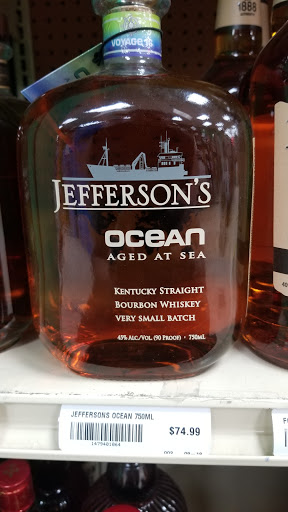 1888
VOYAGE
JEFFERSON'S
OCEAN
AGED AT SEA
KENTUCKY STRAIGHT
BOURBON WHISKEY
VERY SMALL BATCH
45% ALC/VOL. (90 PROOF) • 750ML
JEFFERSONS OCEAN 750ML
$74.99